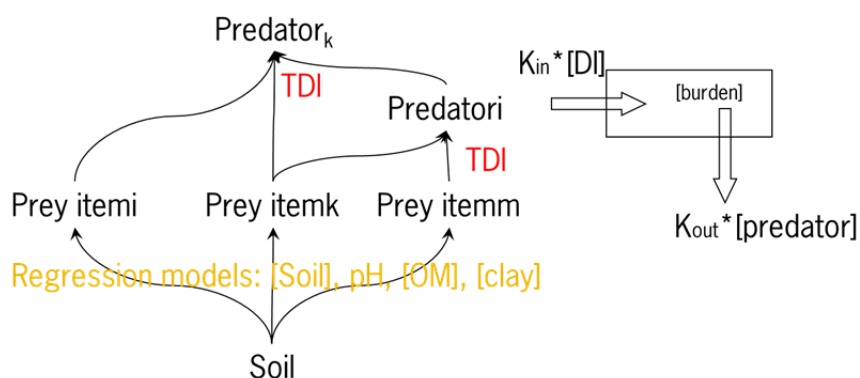 Predatork
TDI
Kin*[DI]
[burden]
Predatori
TDI
Prey itemi
Prey itemk
Prey itemm
Kout*[predator]
Regression models: [Soil], pH, [OM], [clay]
Soil